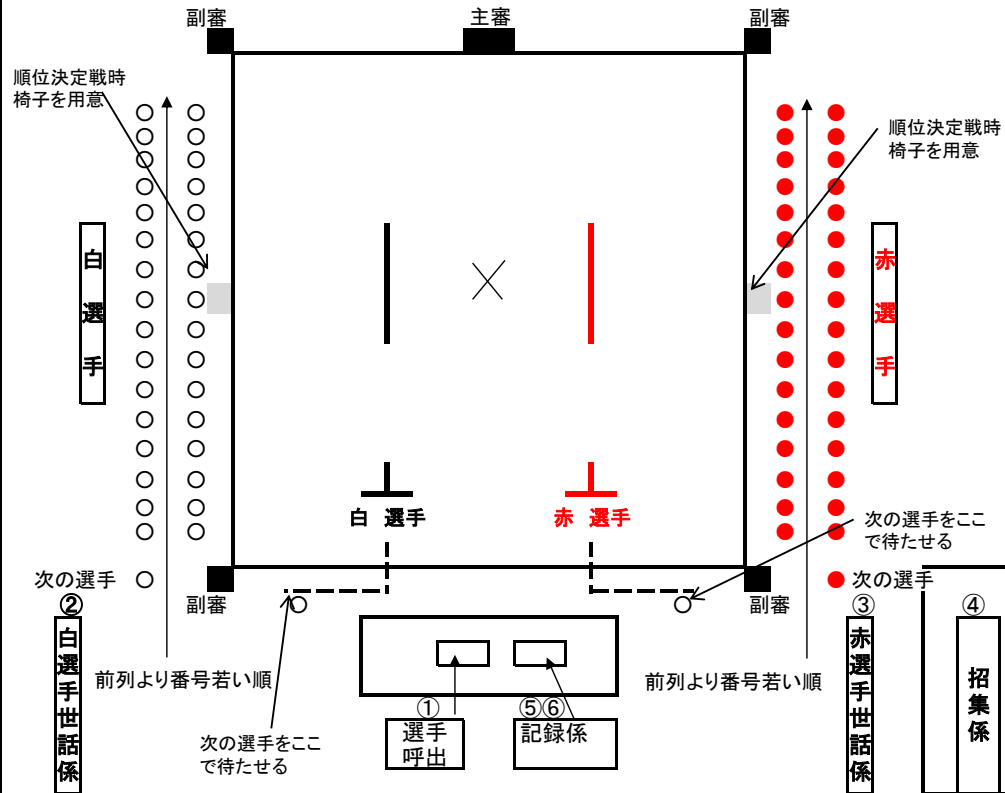 副審
主審
副審
順位決定戦時
椅子を用意
順位決定戦時
椅子を用意
白選手
赤選手
白 選手
赤 選手
次の選手をここ
で待たせる
次の選手
副審
副審
次の選手
②
③
④
白選手世話係
赤選手世話係
招集係
前列より番号若い順
前列より番号若い順
①
選手
呼出
⑤⑥
記録係
次の選手をここ
で待たせる